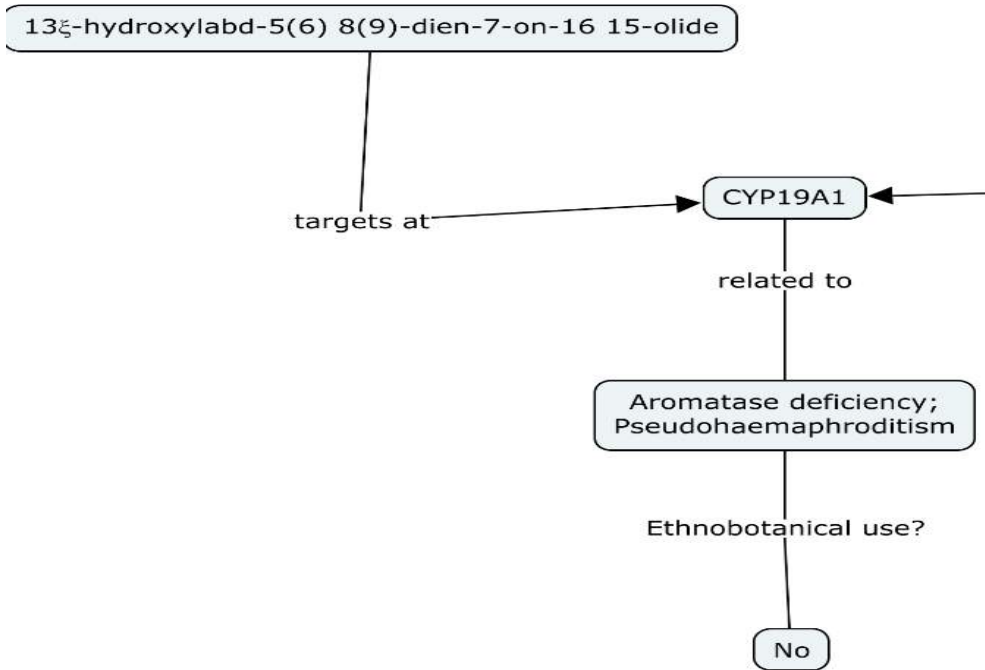 13ξ-hydroxylabd-5(6) 8(9)-dien-7-on-16 15-olide
CYP19A1
targets at
related to
Aromatase deficiency;
Pseudohaemaphroditism
Ethnobotanical use?
No